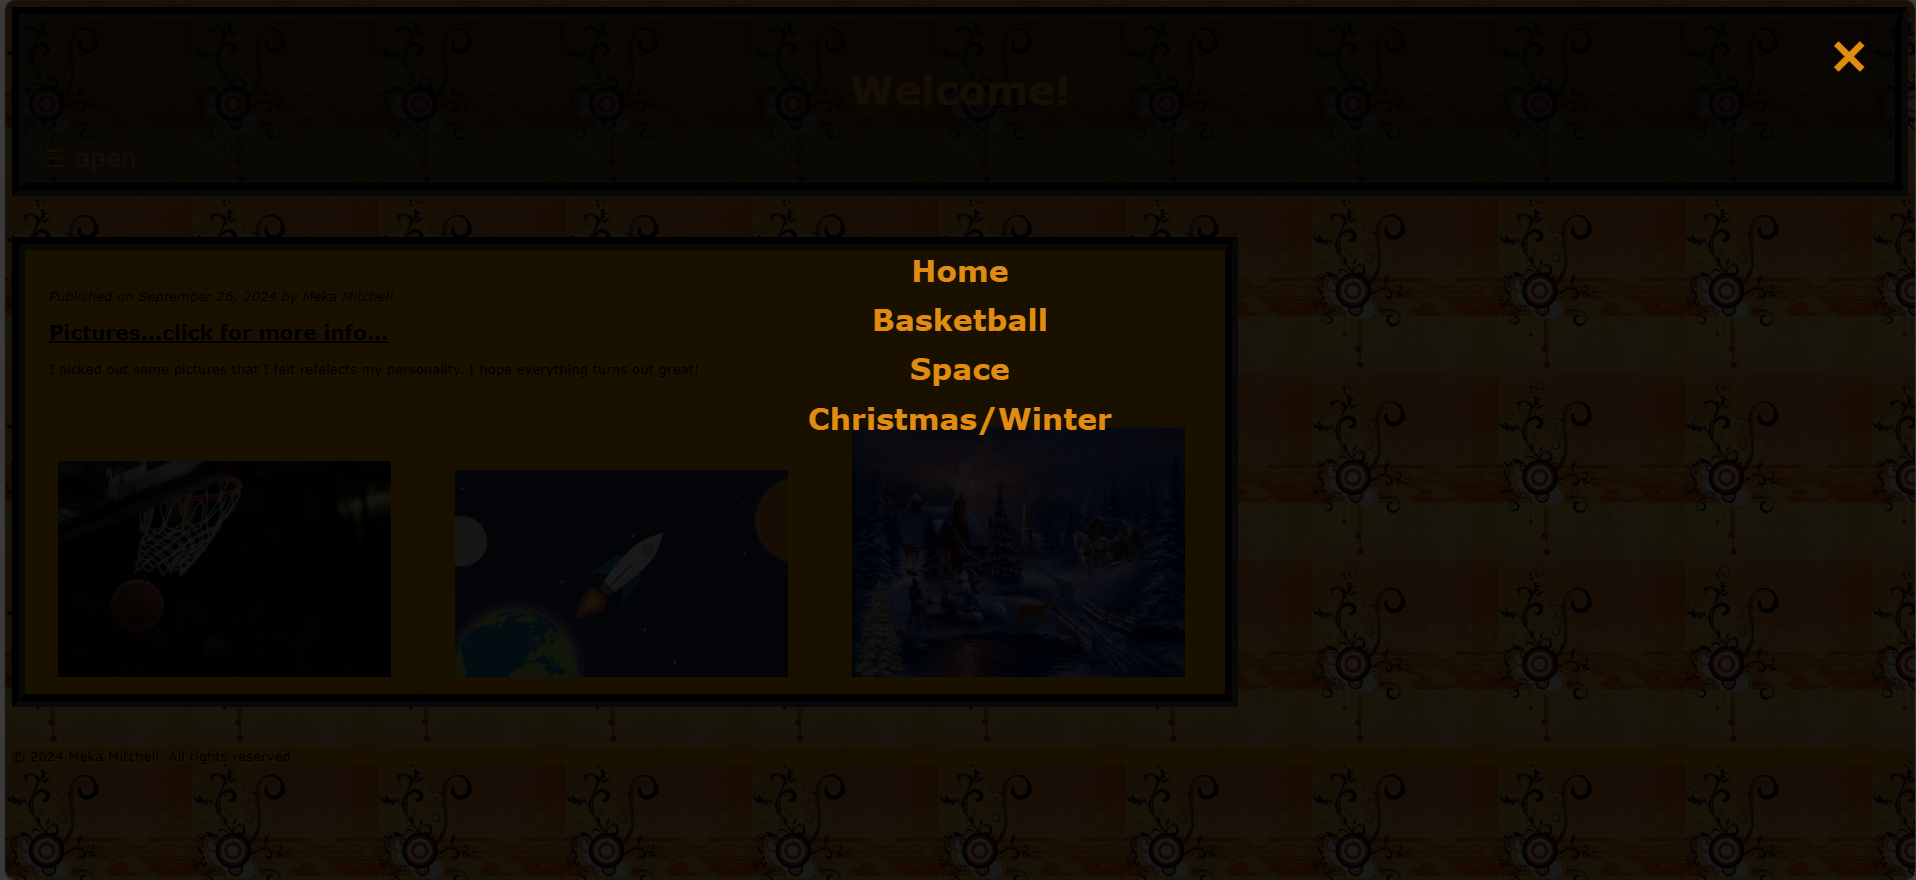 ×
Welcome!
☰ open
Home
Published on September 26, 2024 by Meka Mitchell
Basketball
Pictures...click for more info...
Space
I picked out some pictures that I felt refelects my personality. I hope everything turns out great!
Christmas/Winter
© 2024 Meka Mitchell. All rights reserved.